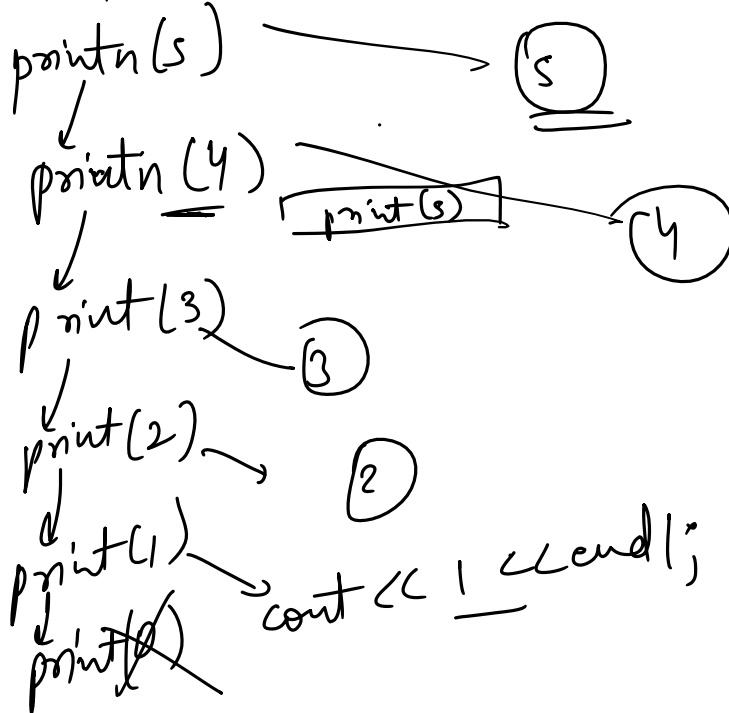 printn(5) 5
printn(4) 4
print(5)
print(3) 3
print(2) 2
print(1) cout << 1 << endl;
print(0)